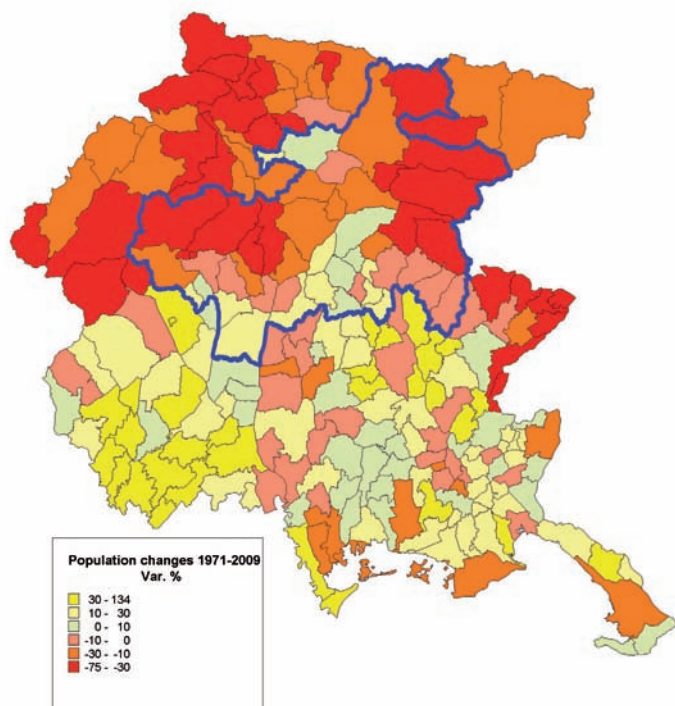 Population changes 1971-2009
Var. %
30 - 134
10 - 30
0 - 10
-10 - 0
-30 - -10
-75 - -30